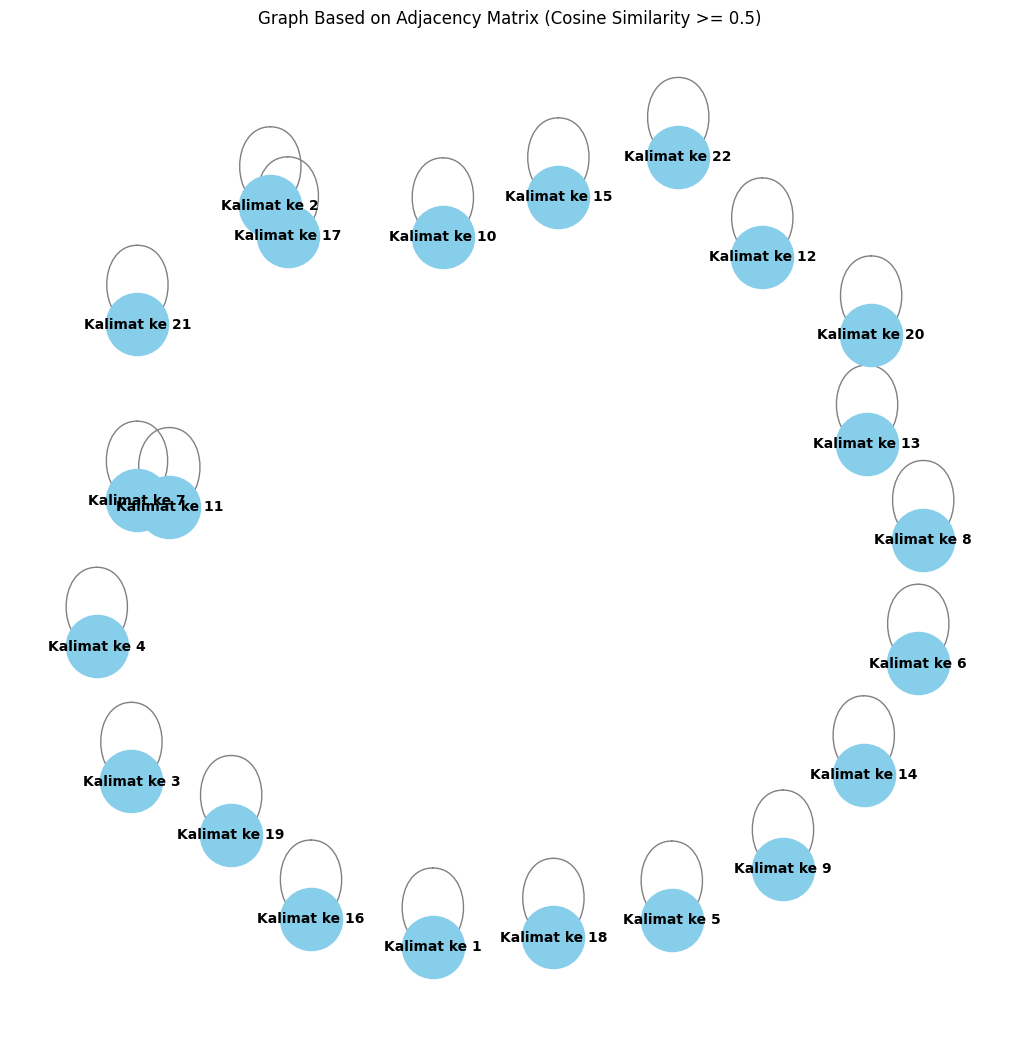 Graph Based on Adjacency Matrix (Cosine Similarity >= 0.5)
Kalimat ke 22
Kalimat ke 15
Kalimat ke 2
Kalimat ke 17
Kalimat ke 10
Kalimat ke 12
Kalimat ke 21
Kalimat ke 20
Kalimat ke 13
Kalimat ke 7
Kalimat ke 11
Kalimat ke 8
Kalimat ke 4
Kalimat ke 6
Kalimat ke 14
Kalimat ke 3
Kalimat ke 19
Kalimat ke 9
Kalimat ke 16
Kalimat ke 5
Kalimat ke 18
Kalimat ke 1